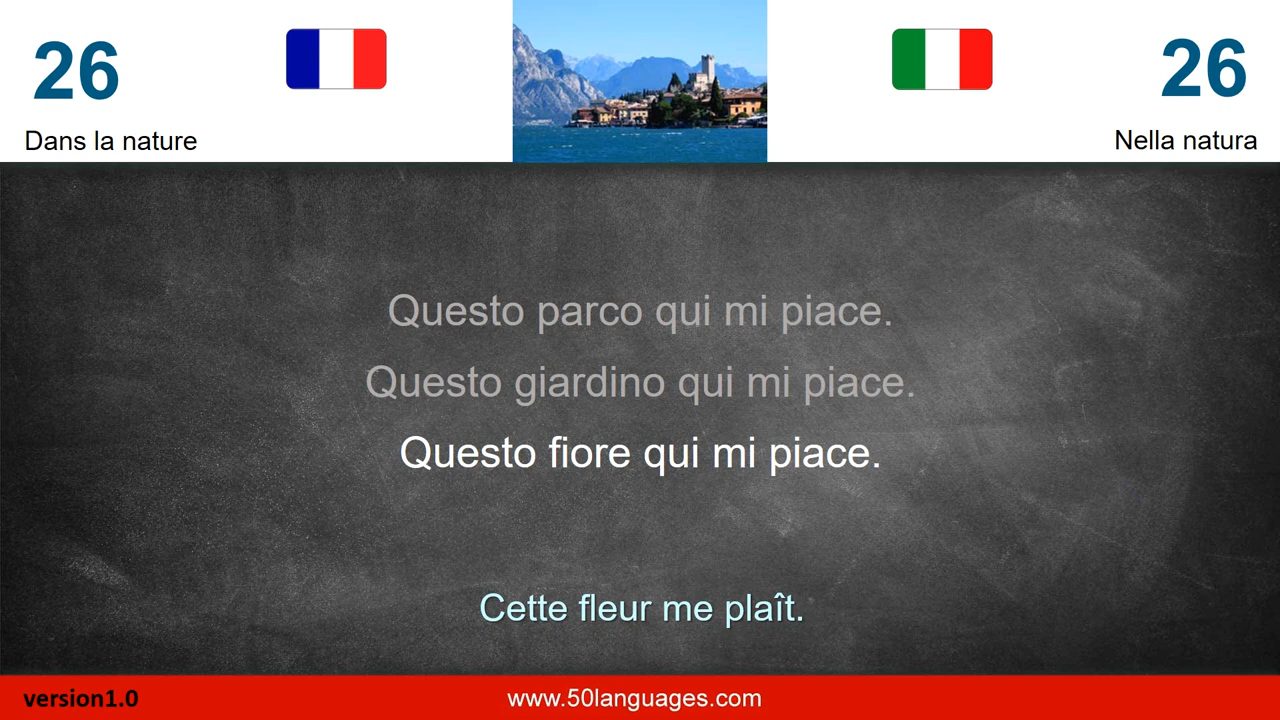 26
26
Dans la nature
Nella natura
Questo parco qui mi piace.
Questo giardino qui mi piace.
Questo fiore qui mi piace.
Cette fleur me plaît.
version1.0
www.50languages.com